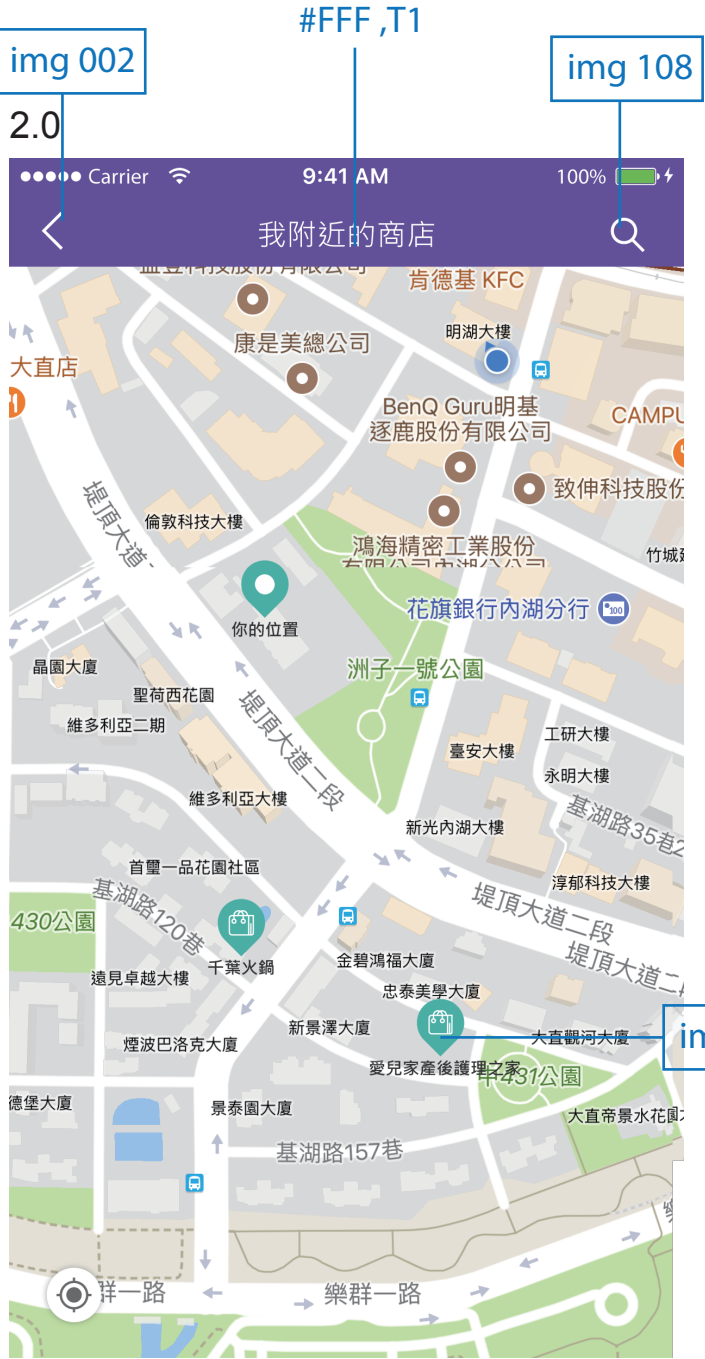 #FFF ,T1
img 002
img 108
2.0
Carrier
9:41 AM
100%
我附近的商店
肯德基 KFC
明湖大樓
康是美總公司
大直店
BenQ Guru明基
逐鹿股份有限公司
CAMPU
致伸科技股份
堤頂大道
倫敦科技大樓
鴻海精密工業股份
有限公司內湖分公司
竹城
花旗銀行內湖分行
$100
你的位置
洲子一號公園
晶園大廈
聖荷西花園
維多利亞二期
堤頂大道二段
工研大樓
臺安大樓
永明大樓
維多利亞大樓
基湖路35巷2
新光內湖大樓
首璽一品花園社區
淳郁科技大樓
基湖路120巷
堤頂大道二段
430公園
堤頂大道二
金碧鴻福大廈
千葉火鍋
遠見卓越大樓
忠泰美學大廈
新景澤大廈
大直觀河大廈
im
煙波巴洛克大廈
愛兒家產後護理之家
431公園
德堡大廈
景泰園大廈
大直帝景水花園
基湖路157巷
群一路
樂群一路